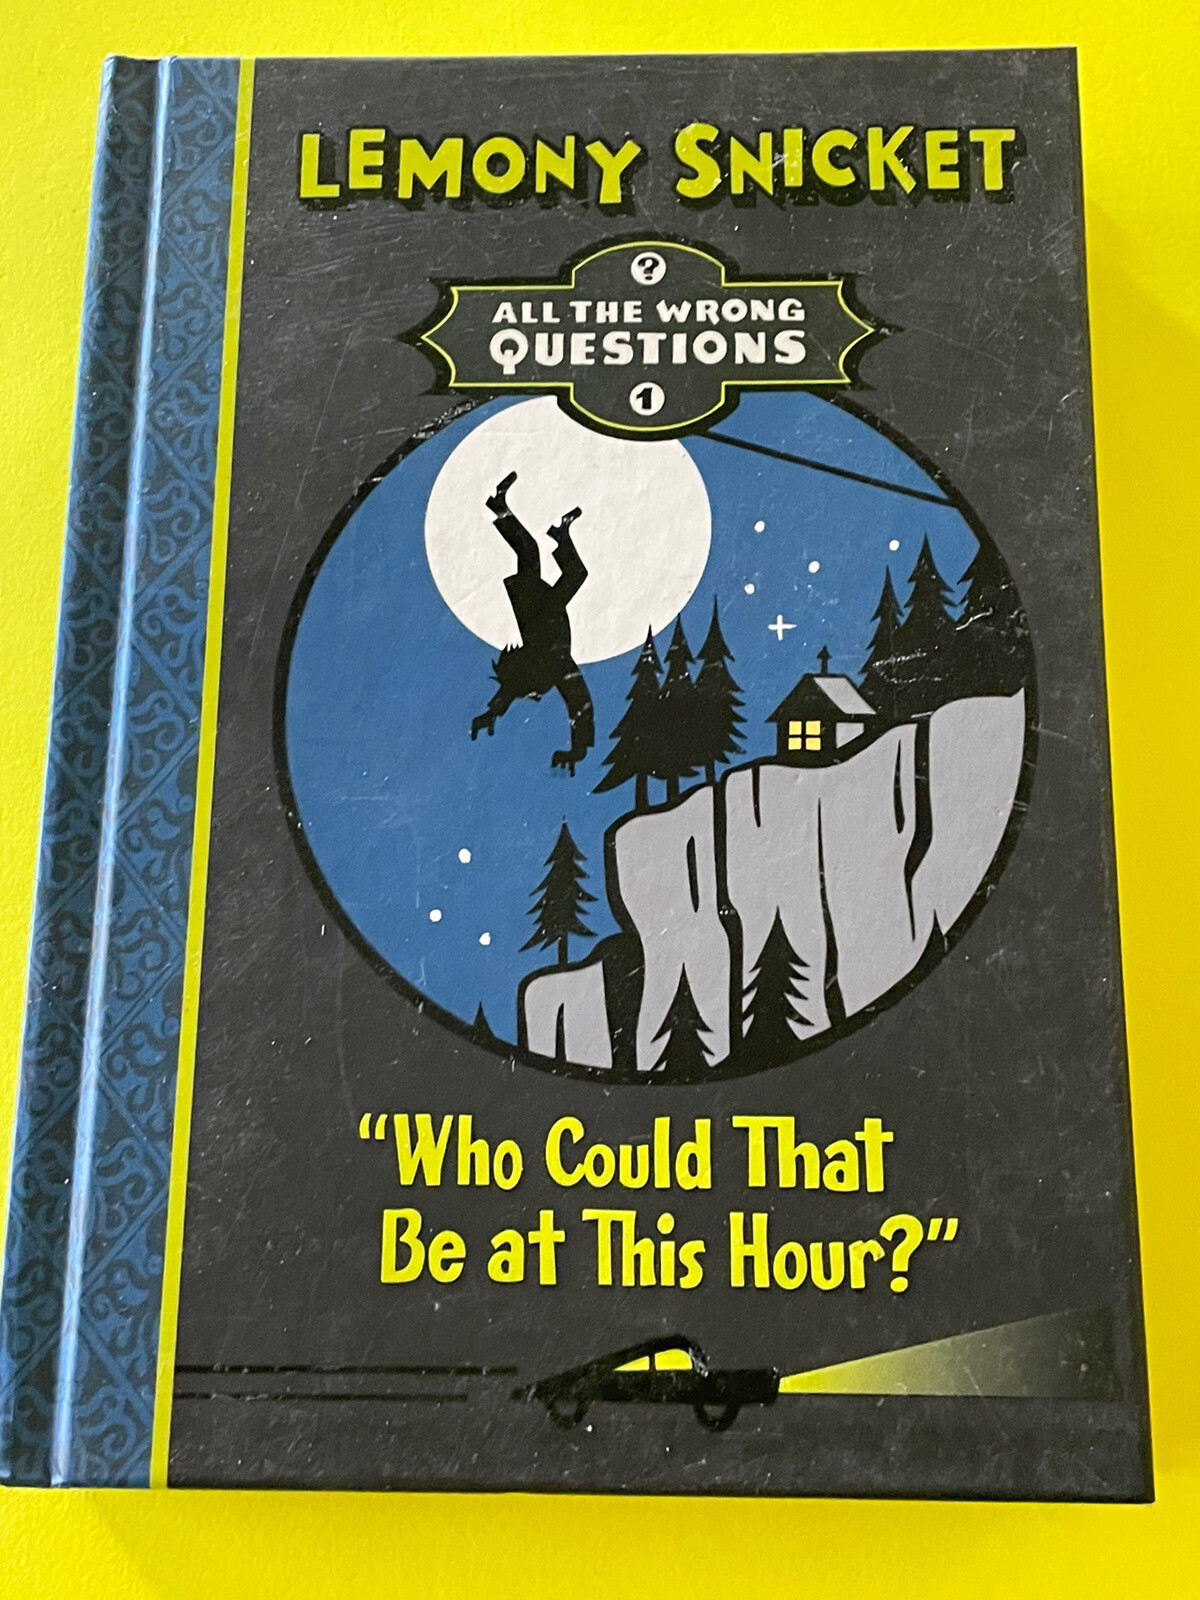 LEMONY SNICKET
?
ALL THE WRONG
QUESTIONS
1
“Who Could That
Be at This Hour?”